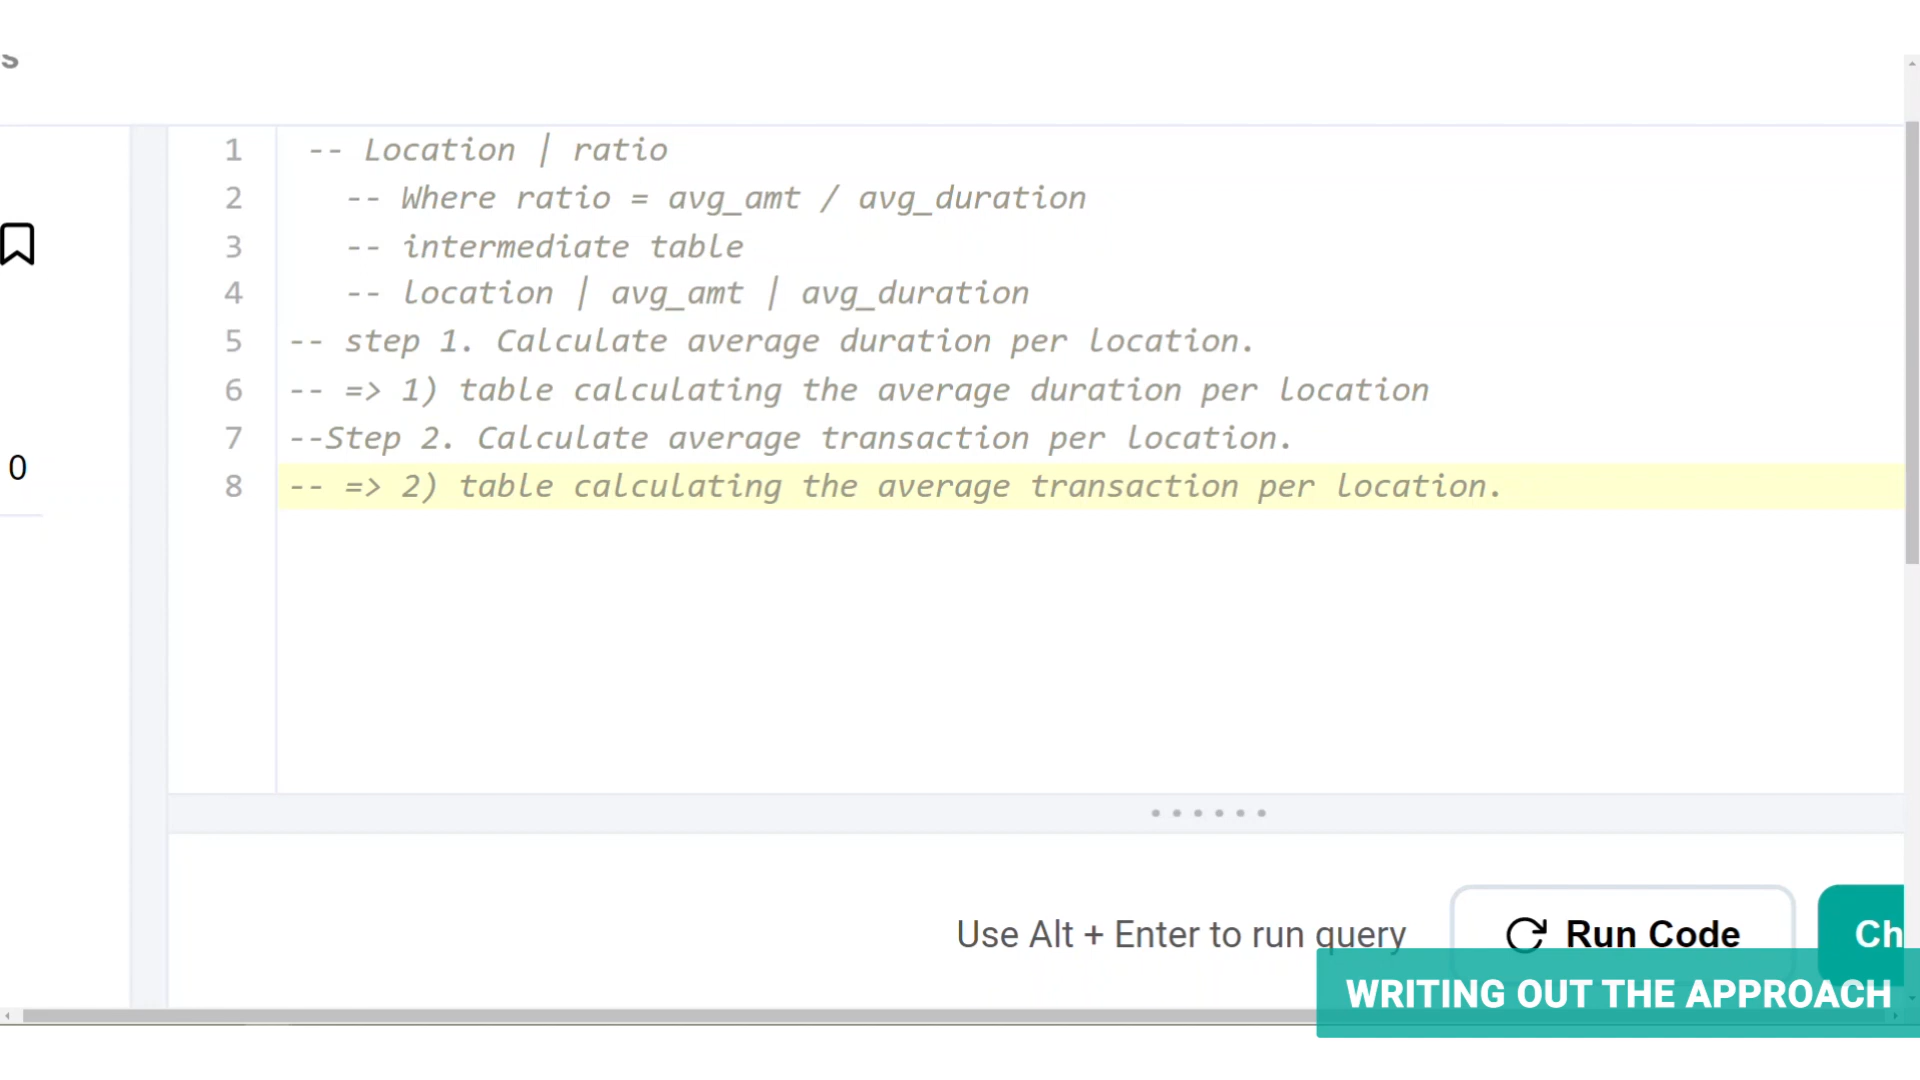 s
1 -- Location | ratio
2 -- Where ratio = avg_amt / avg_duration
3 -- intermediate table
4 -- location | avg_amt | avg_duration
5 -- step 1. Calculate average duration per location.
6 -- => 1) table calculating the average duration per location
7 --Step 2. Calculate average transaction per location.
8 -- => 2) table calculating the average transaction per location.
0
Use Alt + Enter to run query
Run Code
Ch
WRITING OUT THE APPROACH